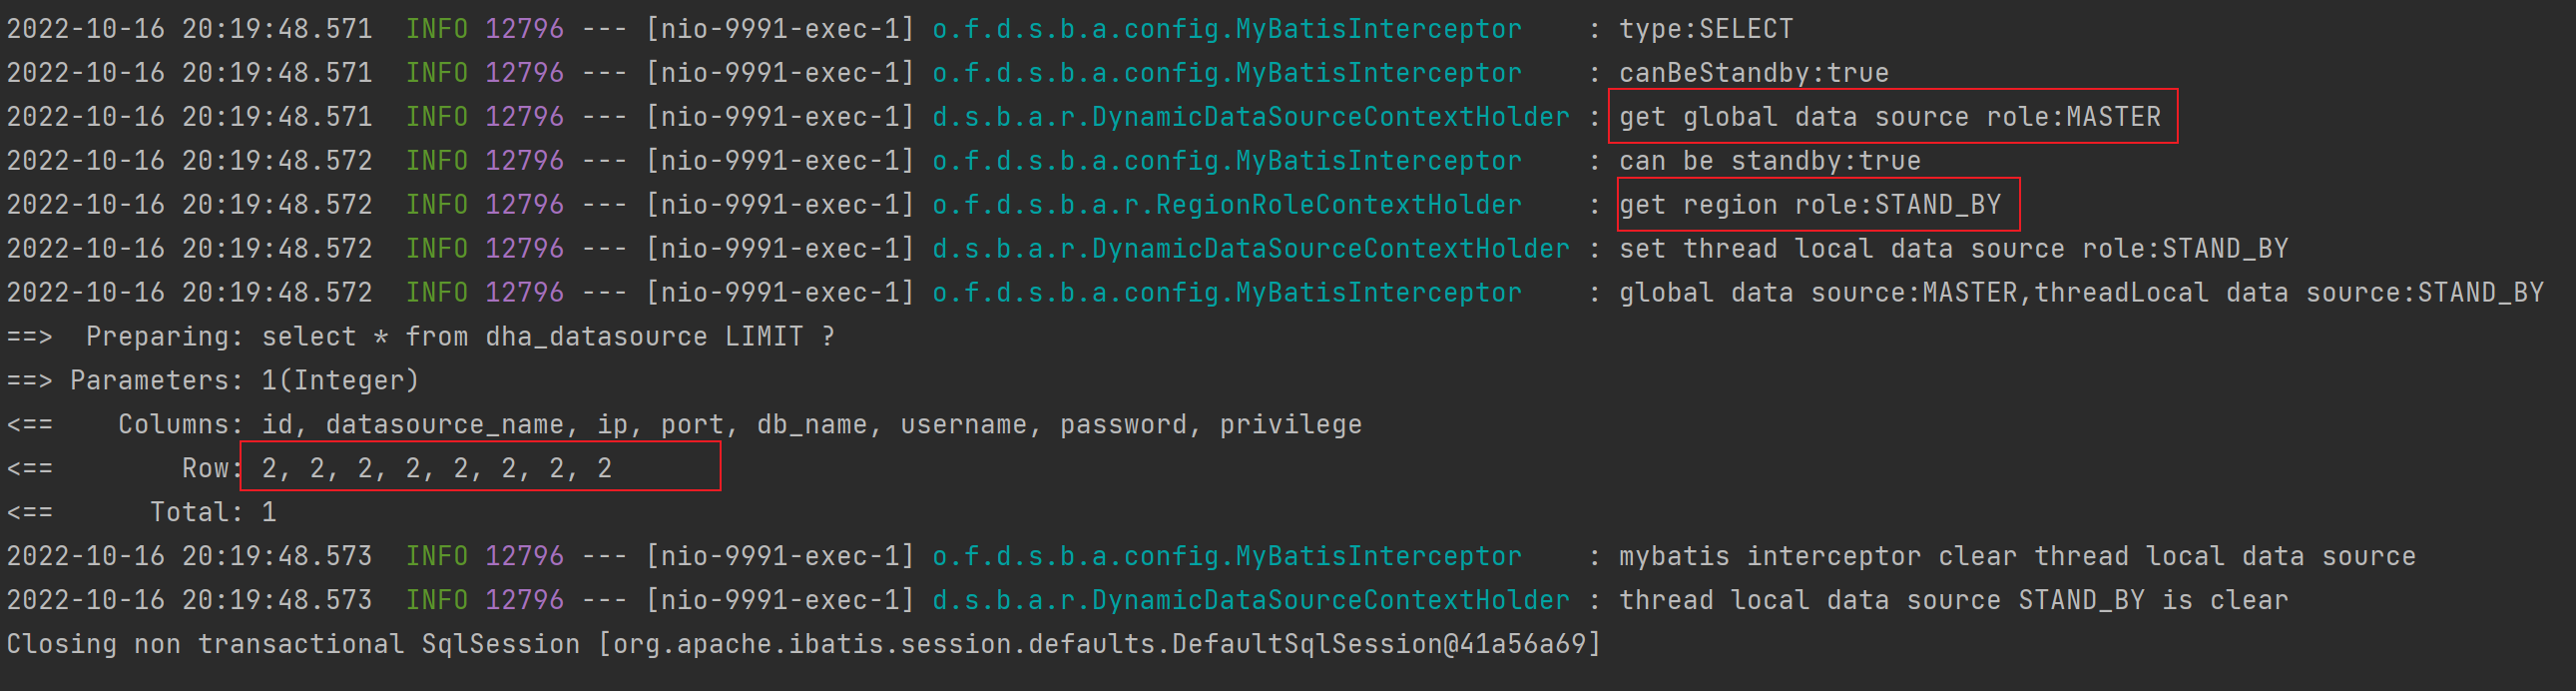 2022-10-16 20:19:48.571  INFO 12796 --- [nio-9991-exec-1] o.f.d.s.b.a.config.MyBatisInterceptor    : type:SELECT
2022-10-16 20:19:48.571  INFO 12796 --- [nio-9991-exec-1] o.f.d.s.b.a.config.MyBatisInterceptor    : canBeStandby:true
2022-10-16 20:19:48.571  INFO 12796 --- [nio-9991-exec-1] d.s.b.a.r.DynamicDataSourceContextHolder : get global data source role:MASTER
2022-10-16 20:19:48.572  INFO 12796 --- [nio-9991-exec-1] o.f.d.s.b.a.config.MyBatisInterceptor    : can be standby:true
2022-10-16 20:19:48.572  INFO 12796 --- [nio-9991-exec-1] o.f.d.s.b.a.r.RegionRoleContextHolder    : get region role:STAND_BY
2022-10-16 20:19:48.572  INFO 12796 --- [nio-9991-exec-1] d.s.b.a.r.DynamicDataSourceContextHolder : set thread local data source role:STAND_BY
2022-10-16 20:19:48.572  INFO 12796 --- [nio-9991-exec-1] o.f.d.s.b.a.config.MyBatisInterceptor    : global data source:MASTER,threadLocal data source:STAND_BY
==>  Preparing: select * from dha_datasource LIMIT ?
==> Parameters: 1(Integer)
<==    Columns: id, datasource_name, ip, port, db_name, username, password, privilege
<==        Row: 2, 2, 2, 2, 2, 2, 2, 2
<==      Total: 1
2022-10-16 20:19:48.573  INFO 12796 --- [nio-9991-exec-1] o.f.d.s.b.a.config.MyBatisInterceptor    : mybatis interceptor clear thread local data source
2022-10-16 20:19:48.573  INFO 12796 --- [nio-9991-exec-1] d.s.b.a.r.DynamicDataSourceContextHolder : thread local data source STAND_BY is clear
Closing non transactional SqlSession [org.apache.ibatis.session.defaults.DefaultSqlSession@41a56a69]